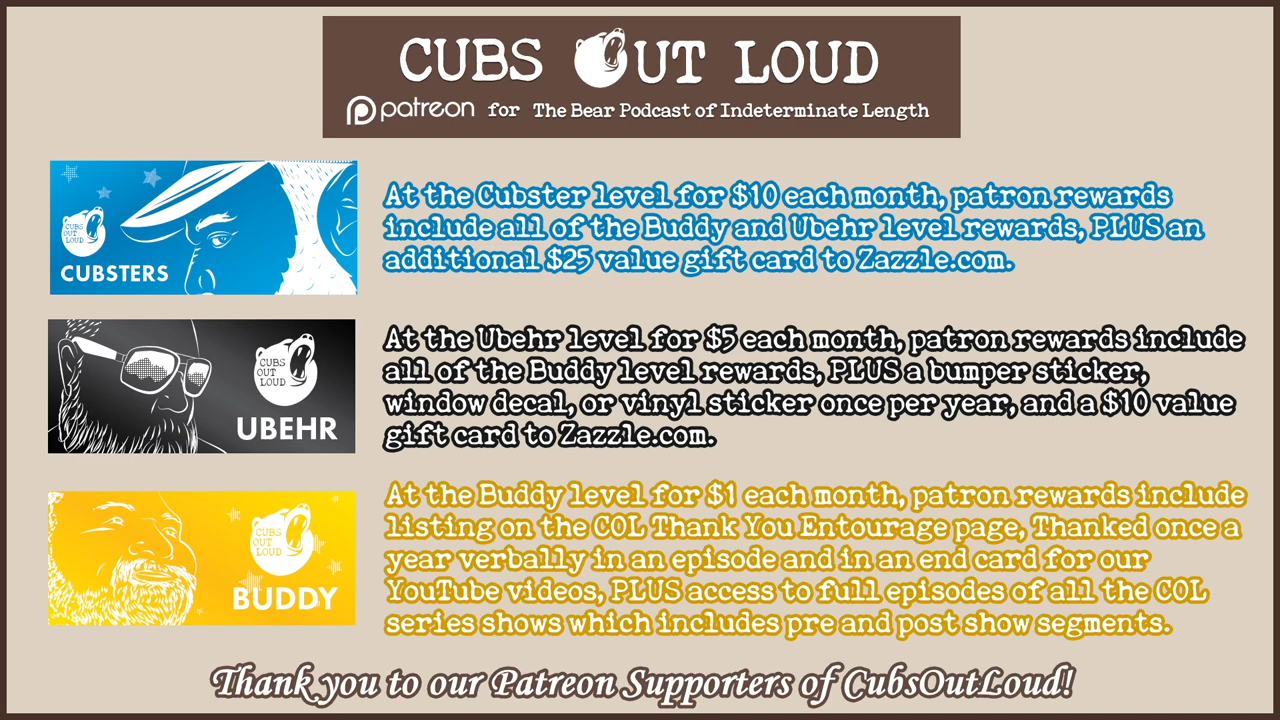 CUBS OUT LOUD
patreon for The Bear Podcast of Indeterminate Length
CUBS
OUT
LOUD
CUBSTERS
At the Cubster level for $10 each month, patron rewards
include all of the Buddy and Ubehr level rewards, PLUS an
additional $25 value gift card to Zazzle.com.
CUBS
OUT
LOUD
UBEHR
At the Ubehr level for $5 each month, patron rewards include
all of the Buddy level rewards, PLUS a bumper sticker,
window decal, or vinyl sticker once per year, and a $10 value
gift card to Zazzle.com.
CUBS
OUT
LOUD
BUDDY
At the Buddy level for $1 each month, patron rewards include
listing on the COL Thank You Entourage page, Thanked once a
year verbally in an episode and in an end card for our
YouTube videos, PLUS access to full episodes of all the COL
series shows which includes pre and post show segments.
Thank you to our Patreon Supporters of CubsOutLoud!